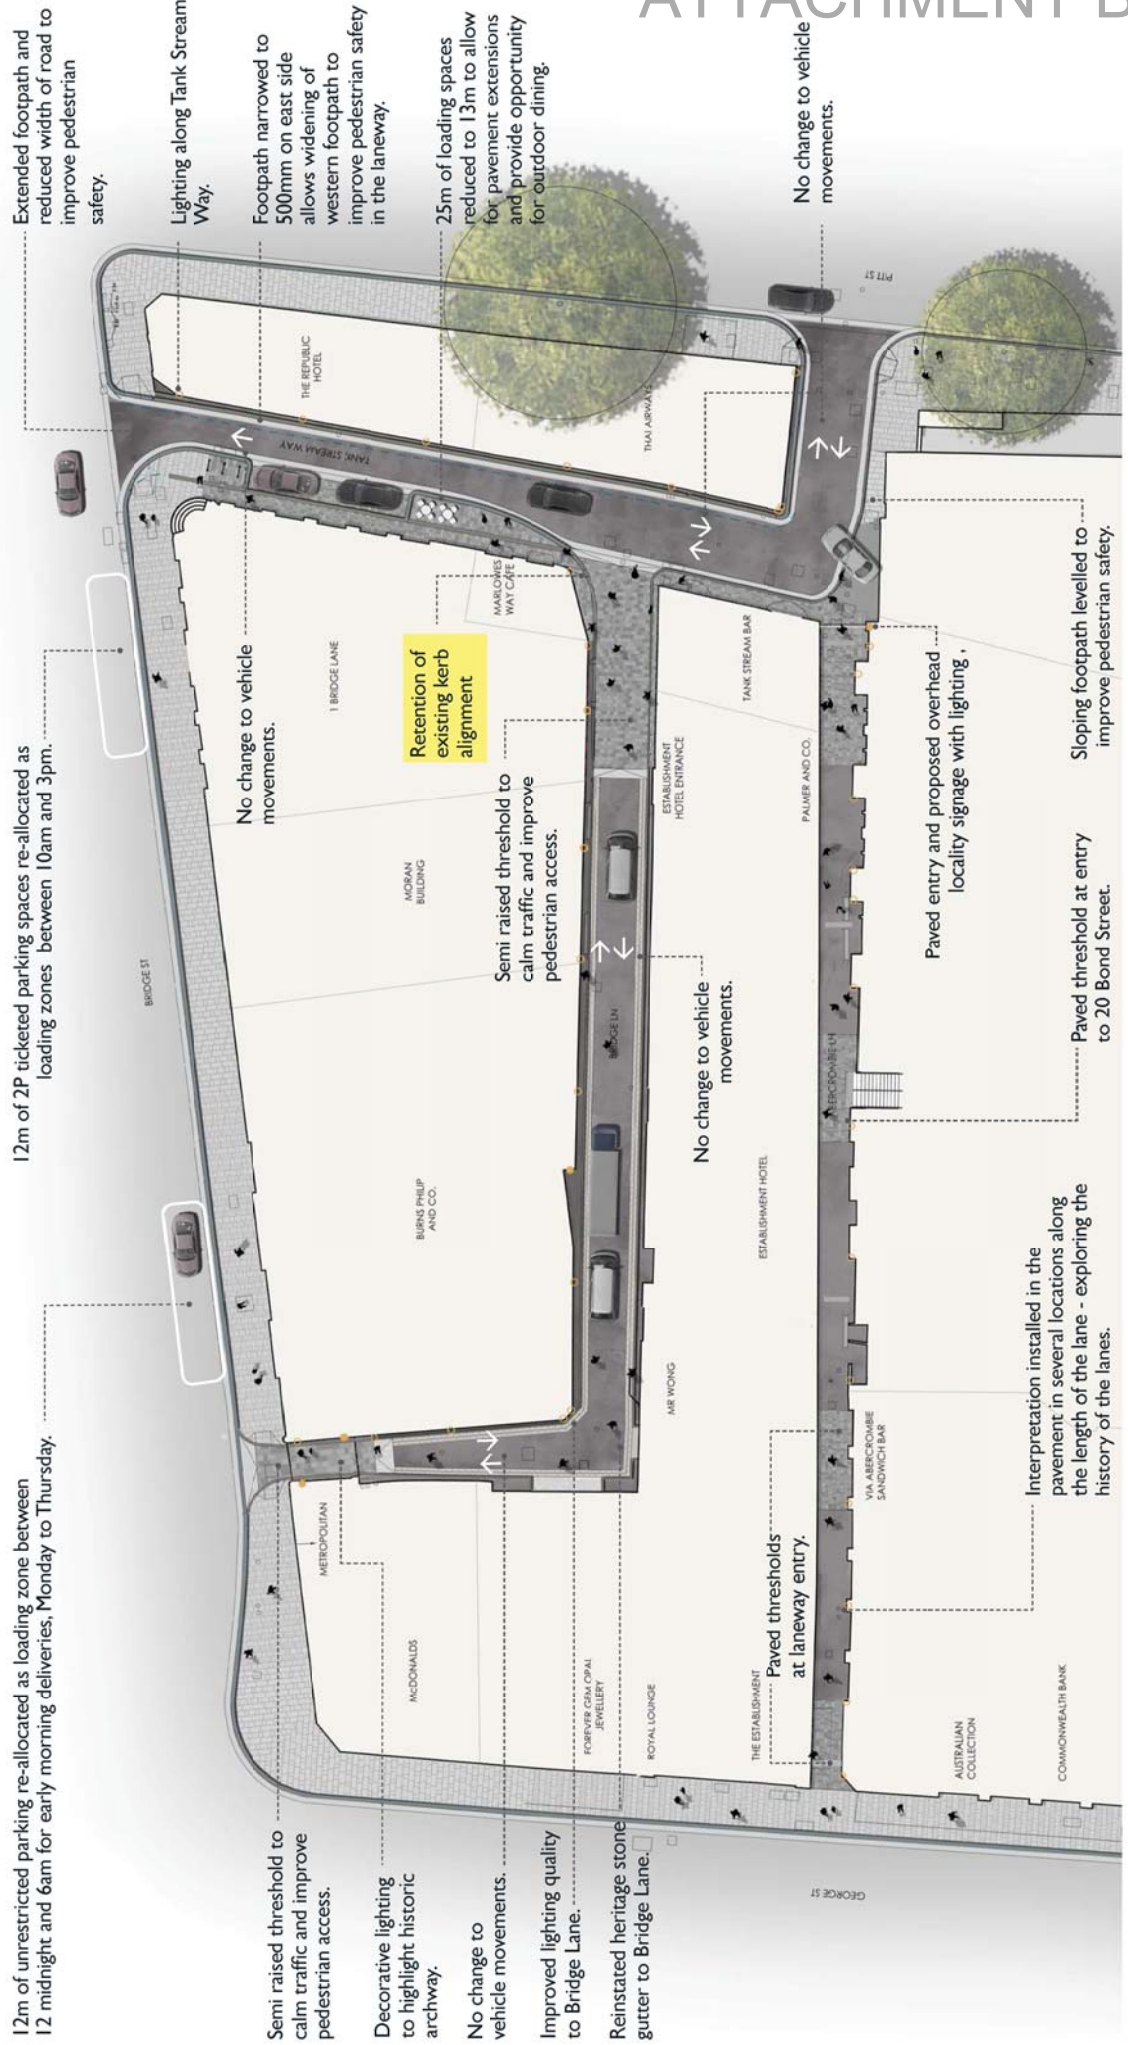 ATTACHMENT B
12m of unrestricted parking re-allocated as loading zone between
12 midnight and 6am for early morning deliveries, Monday to Thursday.
12m of 2P ticketed parking spaces re-allocated as
loading zones between 10am and 3pm.
Extended footpath and
reduced width of road to
improve pedestrian
safety.
Lighting along Tank Stream
Way.
Footpath narrowed to
500mm on east side
allows widening of
western footpath to
improve pedestrian safety
in the laneway.
25m of loading spaces
reduced to 13m to allow
for pavement extensions
and provide opportunity
for outdoor dining.
No change to vehicle
movements.
Semi raised threshold to
calm traffic and improve
pedestrian access.
Decorative lighting
to highlight historic
archway.
No change to
vehicle movements.
Improved lighting quality
to Bridge Lane.
Reinstated heritage stone
gutter to Bridge Lane.
No change to vehicle
movements.
Retention of
existing kerb
alignment
Semi raised threshold to
calm traffic and improve
pedestrian access.
No change to vehicle
movements.
Paved thresholds
at laneway entry.
Interpretation installed in the
pavement in several locations along
the length of the lane - exploring the
history of the lanes.
Paved threshold at entry
to 20 Bond Street.
Paved entry and proposed overhead
locality signage with lighting ,
Sloping footpath levelled to
improve pedestrian safety.
BRIDGE ST
THE REPUBLIC
HOTEL
TANK STREAM WAY
THAI AIRWAYS
PITT ST
1 BRIDGE LANE
MARLOWES
WAY CAFE
MORAN
BUILDING
BURNS PHILIP
AND CO.
BRIDGE LN
TANK STREAM BAR
ESTABLISHMENT
HOTEL ENTRANCE
PALMER AND CO.
ESTABLISHMENT HOTEL
MR WONG
ABERCROMBIE LN
VIA ABERCROMBIE
SANDWICH BAR
METROPOLITAN
McDONALDS
FOREVER GEM OPAL
JEWELLERY
ROYAL LOUNGE
THE ESTABLISHMENT
AUSTRALIAN
COLLECTION
COMMONWEALTH BANK
GEORGE ST